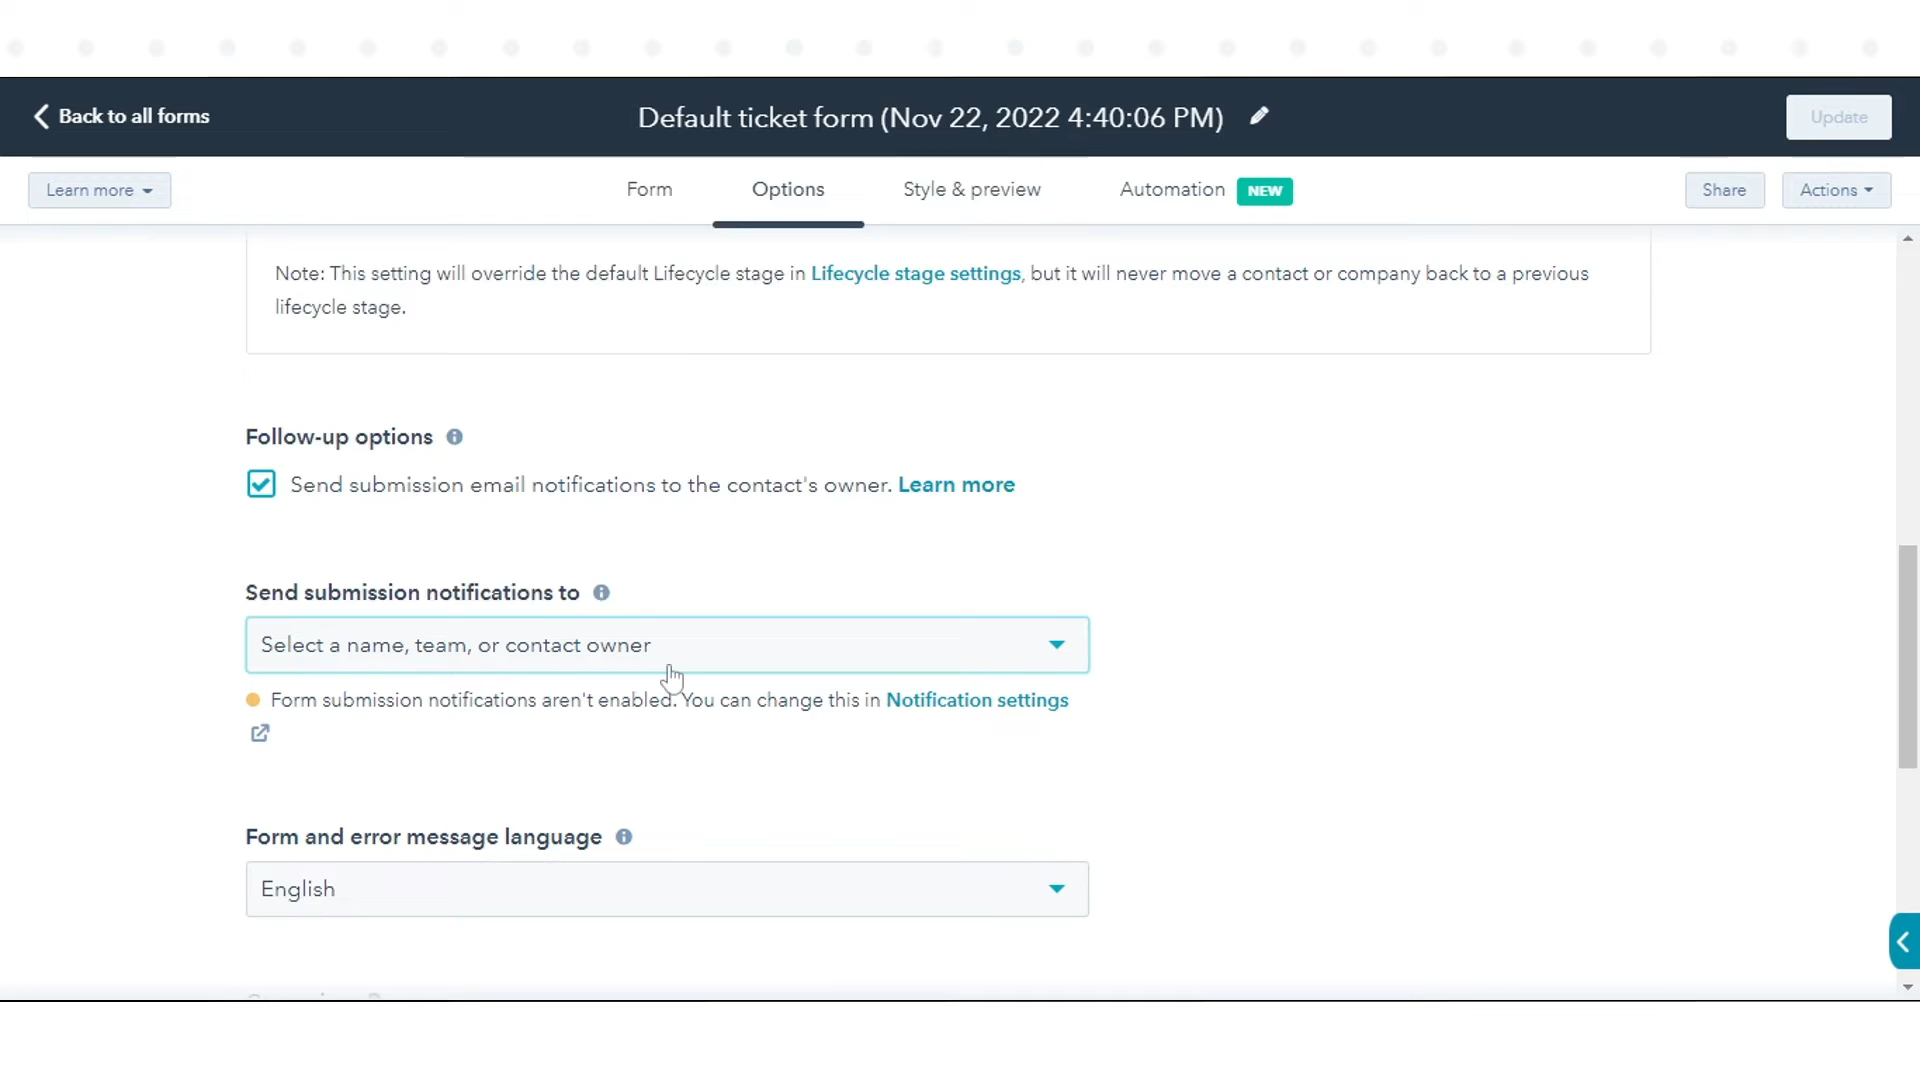 Back to all forms
Default ticket form (Nov 22, 2022 4:40:06 PM)
Update
Learn more
Form
Options
Style & preview
Automation
NEW
Share
Actions
Note: This setting will override the default Lifecycle stage in Lifecycle stage settings, but it will never move a contact or company back to a previous
lifecycle stage.
Follow-up options
Send submission email notifications to the contact's owner. Learn more
Send submission notifications to
Select a name, team, or contact owner
Form submission notifications aren't enabled. You can change this in Notification settings
Form and error message language
English